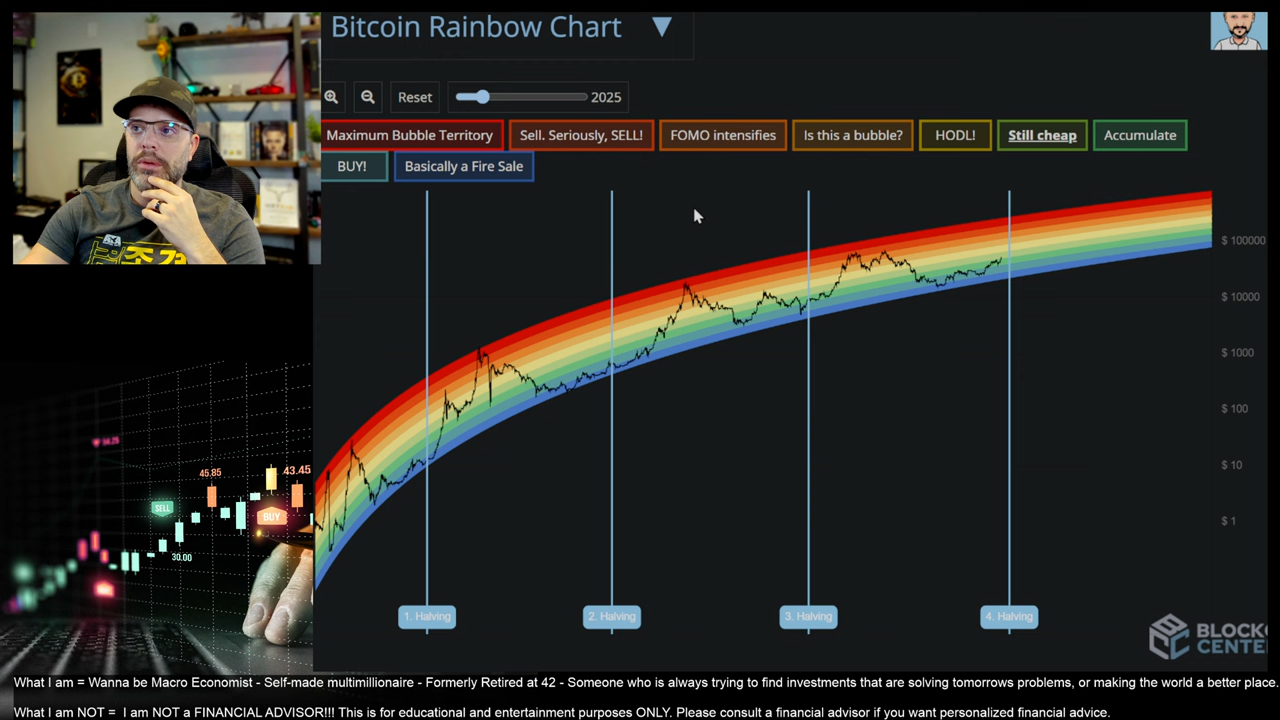 Bitcoin Rainbow Chart ▼
Reset 2025
Maximum Bubble Territory Sell. Seriously, SELL! FOMO intensifies Is this a bubble? HODL! Still cheap Accumulate
BUY! Basically a Fire Sale
$ 100000
$ 10000
$ 1000
$ 100
$ 10
$ 1
1. Halving 2. Halving 3. Halving 4. Halving
BLOCKC
CENTE
45.85 43.45
SELL
BUY
30.00
What I am = Wanna be Macro Economist - Self-made multimillionaire - Formerly Retired at 42 - Someone who is always trying to find investments that are solving tomorrows problems, or making the world a better place.
What I am NOT = I am NOT a FINANCIAL ADVISOR!!! This is for educational and entertainment purposes ONLY. Please consult a financial advisor if you want personalized financial advice.